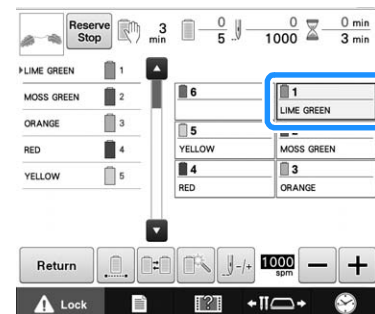 Reserve Stop 3 min 0/5 0/1000 0 min 3 min
LIME GREEN 1
MOSS GREEN 2
ORANGE 3
RED 4
YELLOW 5
6
1 LIME GREEN
5 YELLOW
MOSS GREEN
4 RED
3 ORANGE
Return -/+ 1000 spm − +
Lock